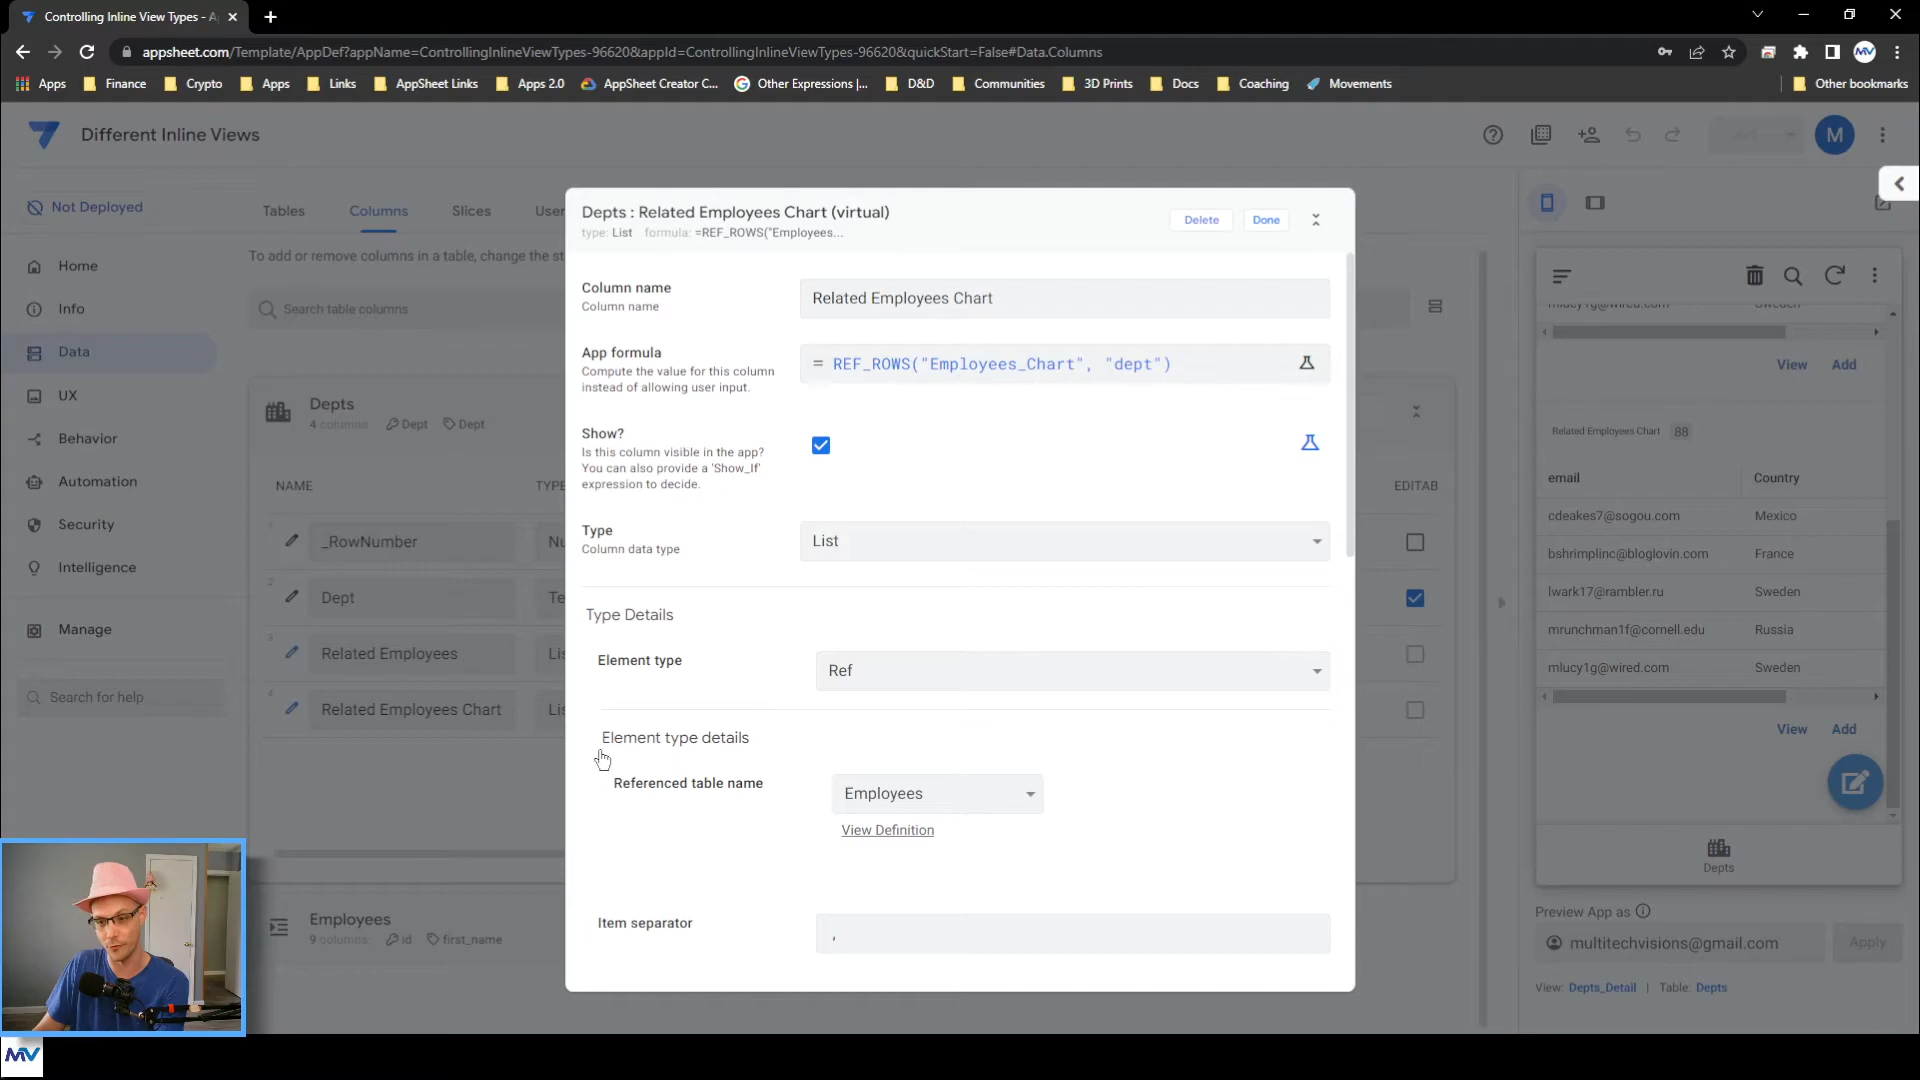 Controlling Inline View Types - A
appsheet.com/Template/AppDef?appName=ControllingInlineViewTypes-96620&appId=ControllingInlineViewTypes-96620&quickStart=False#Data.Columns
MV
Apps Finance Crypto Apps Links AppSheet Links Apps 2.0 AppSheet Creator C... Other Expressions |... D&D Communities 3D Prints Docs Coaching Movements Other bookmarks
Different Inline Views
M
Not Deployed
Tables Columns Slices User
To add or remove columns in a table, change the st
Search table columns
Home
Info
Data
UX
Behavior
Automation
Security
Intelligence
Manage
Search for help
Depts
4 columns Dept Dept
NAME TYPE EDITAB
1 _RowNumber Nu
2 Dept Te
3 Related Employees Lis
4 Related Employees Chart Lis
Employees
9 columns id first_name
Depts : Related Employees Chart (virtual)
Delete Done
type: List formula: =REF_ROWS("Employees...
Column name
Column name
Related Employees Chart
App formula
Compute the value for this column
instead of allowing user input.
= REF_ROWS("Employees_Chart", "dept")
Show?
Is this column visible in the app?
You can also provide a 'Show_If'
expression to decide.
Type
Column data type
List
Type Details
Element type
Ref
Element type details
Referenced table name
Employees
View Definition
Item separator
,
mlucy1g@wired.com Sweden
View Add
Related Employees Chart 88
email Country
cdeakes7@sogou.com Mexico
bshrimplinc@bloglovin.com France
lwark17@rambler.ru Sweden
mrunchman1f@cornell.edu Russia
mlucy1g@wired.com Sweden
View Add
Depts
Preview App as
multitechvisions@gmail.com Apply
View: Depts_Detail | Table: Depts
MV